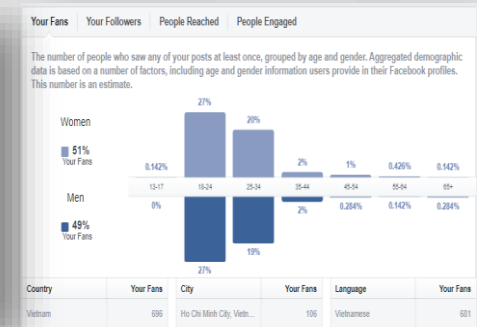 Your Fans Your Followers People Reached People Engaged
The number of people who saw any of your posts at least once, grouped by age and gender. Aggregated demographic
data is based on a number of factors, including age and gender information users provide in their Facebook profiles.
This number is an estimate.
27%
20%
Women
51%
Your Fans
0.142% 2% 1% 0.426% 0.142%
13-17 18-24 25-34 35-44 45-54 55-64 65+
Men
0% 2% 0.284% 0.142% 0.284%
49%
Your Fans
19%
27%
Country Your Fans City Your Fans Language Your Fans
Vietnam 696 Ho Chi Minh City, Vietn... 106 Vietnamese 681